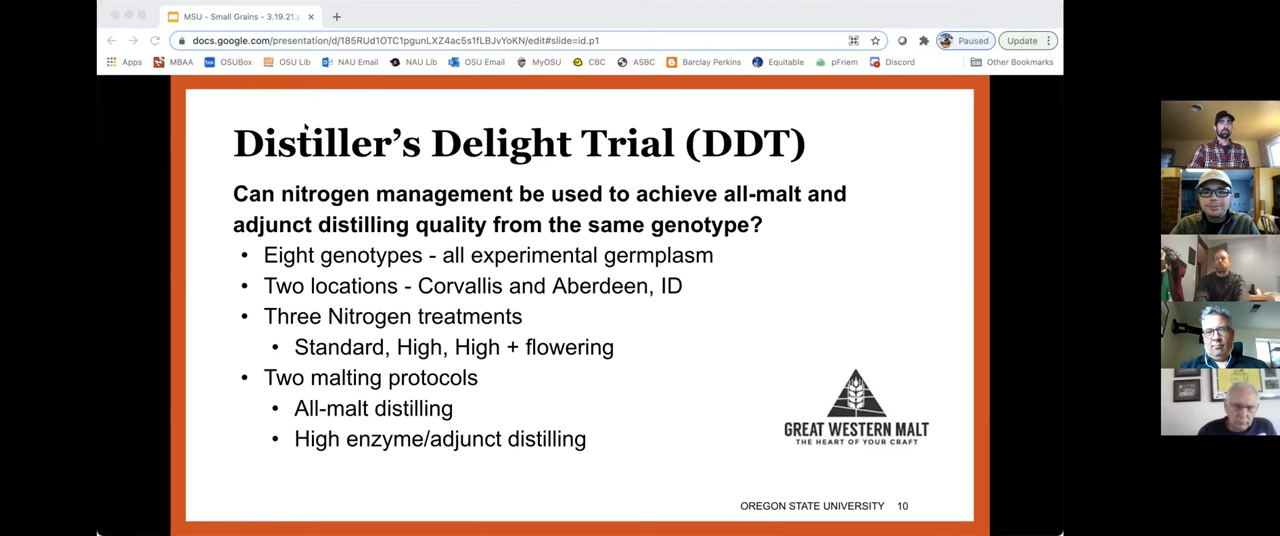 MSU - Small Grains - 3.19.21.p
docs.google.com/presentation/d/185RUd1OTC1pgunLXZ4ac5s1fLBJvYoKN/edit#slide=id.p1
Paused
Update
Apps MBAA OSUBox OSU Lib NAU Email NAU Lib OSU Email MyOSU CBC ASBC Barclay Perkins Equitable pFriem Discord Other Bookmarks
Distiller's Delight Trial (DDT)
Can nitrogen management be used to achieve all-malt and
adjunct distilling quality from the same genotype?
• Eight genotypes - all experimental germplasm
• Two locations - Corvallis and Aberdeen, ID
• Three Nitrogen treatments
• Standard, High, High + flowering
• Two malting protocols
• All-malt distilling
• High enzyme/adjunct distilling
GREAT WESTERN MALT
THE HEART OF YOUR CRAFT
OREGON STATE UNIVERSITY 10